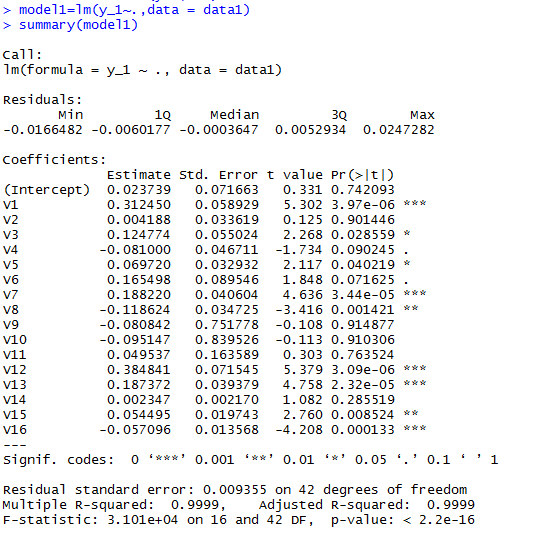 > model1=lm(y_1~.,data = data1)
> summary(model1)
Call:
lm(formula = y_1 ~ ., data = data1)
Residuals:
Min 1Q Median 3Q Max
-0.0166482 -0.0060177 -0.0003647 0.0052934 0.0247282
Coefficients:
Estimate Std. Error t value Pr(>|t|)
(Intercept) 0.023739 0.071663 0.331 0.742093
V1 0.312450 0.058929 5.302 3.97e-06 ***
V2 0.004188 0.033619 0.125 0.901446
V3 0.124774 0.055024 2.268 0.028559 *
V4 -0.081000 0.046711 -1.734 0.090245 .
V5 0.069720 0.032932 2.117 0.040219 *
V6 0.165498 0.089546 1.848 0.071625 .
V7 0.188220 0.040604 4.636 3.44e-05 ***
V8 -0.118624 0.034725 -3.416 0.001421 **
V9 -0.080842 0.751778 -0.108 0.914877
V10 -0.095147 0.839526 -0.113 0.910306
V11 0.049537 0.163589 0.303 0.763524
V12 0.384841 0.071545 5.379 3.09e-06 ***
V13 0.187372 0.039379 4.758 2.32e-05 ***
V14 0.002347 0.002170 1.082 0.285519
V15 0.054495 0.019743 2.760 0.008524 **
V16 -0.057096 0.013568 -4.208 0.000133 ***
---
Signif. codes: 0 ‘***’ 0.001 ‘**’ 0.01 ‘*’ 0.05 ‘.’ 0.1 ‘ ’ 1
Residual standard error: 0.009355 on 42 degrees of freedom
Multiple R-squared: 0.9999, Adjusted R-squared: 0.9999
F-statistic: 3.101e+04 on 16 and 42 DF, p-value: < 2.2e-16